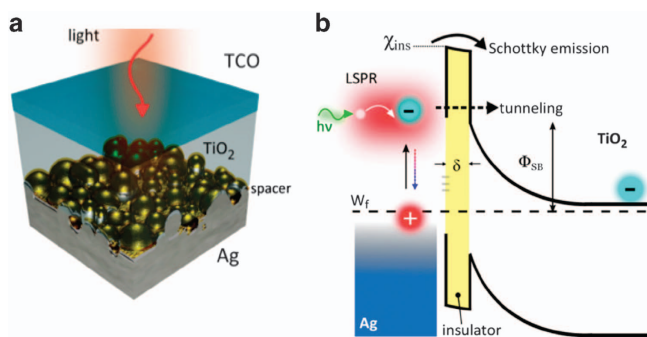 a
light
TCO
TiO₂
spacer
Ag
b
χins
Schottky emission
LSPR
hν
-
tunneling
TiO₂
δ
ΦSB
-
Wf
+
Ag
insulator